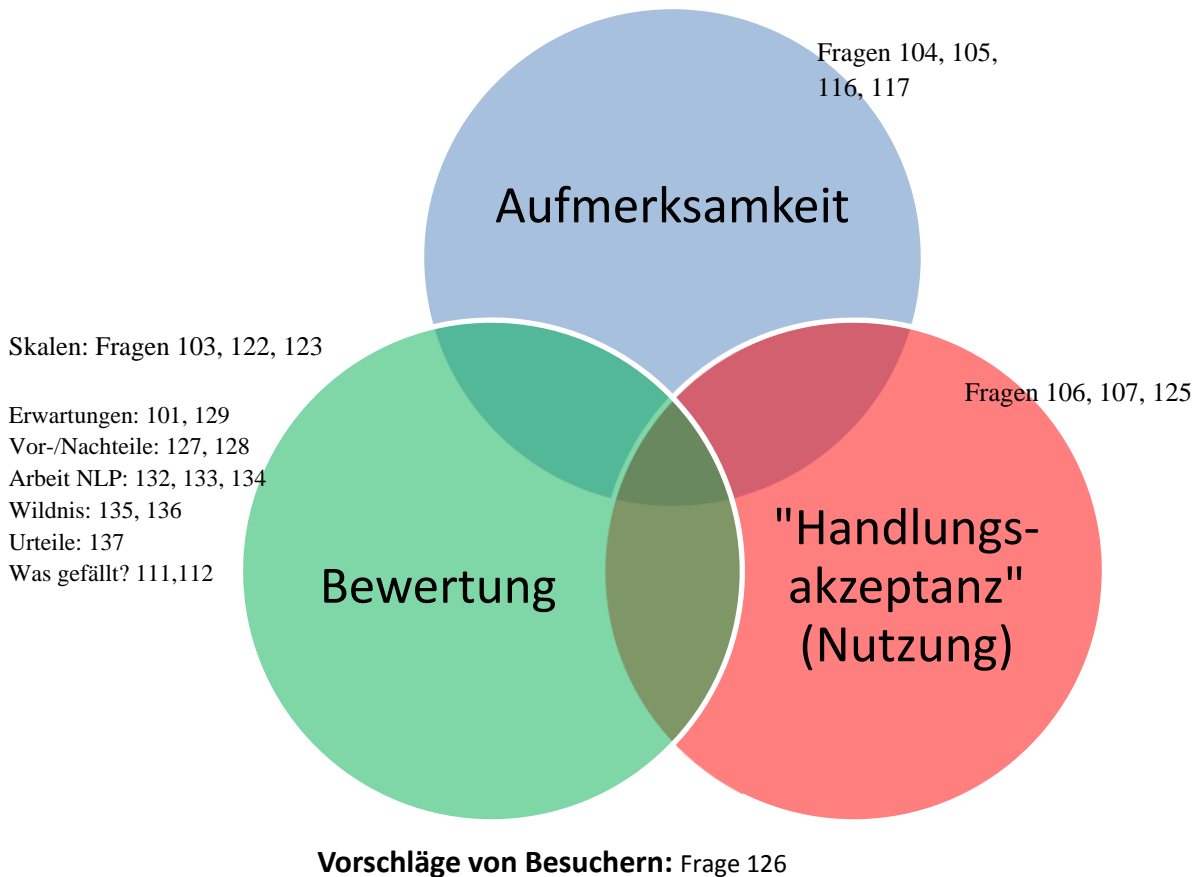 Fragen 104, 105,
116, 117
Aufmerksamkeit
Skalen: Fragen 103, 122, 123
Erwartungen: 101, 129
Vor-/Nachteile: 127, 128
Arbeit NLP: 132, 133, 134
Wildnis: 135, 136
Urteile: 137
Was gefällt? 111,112
Bewertung
Fragen 106, 107, 125
"Handlungs-
akzeptanz"
(Nutzung)
Vorschläge von Besuchern: Frage 126